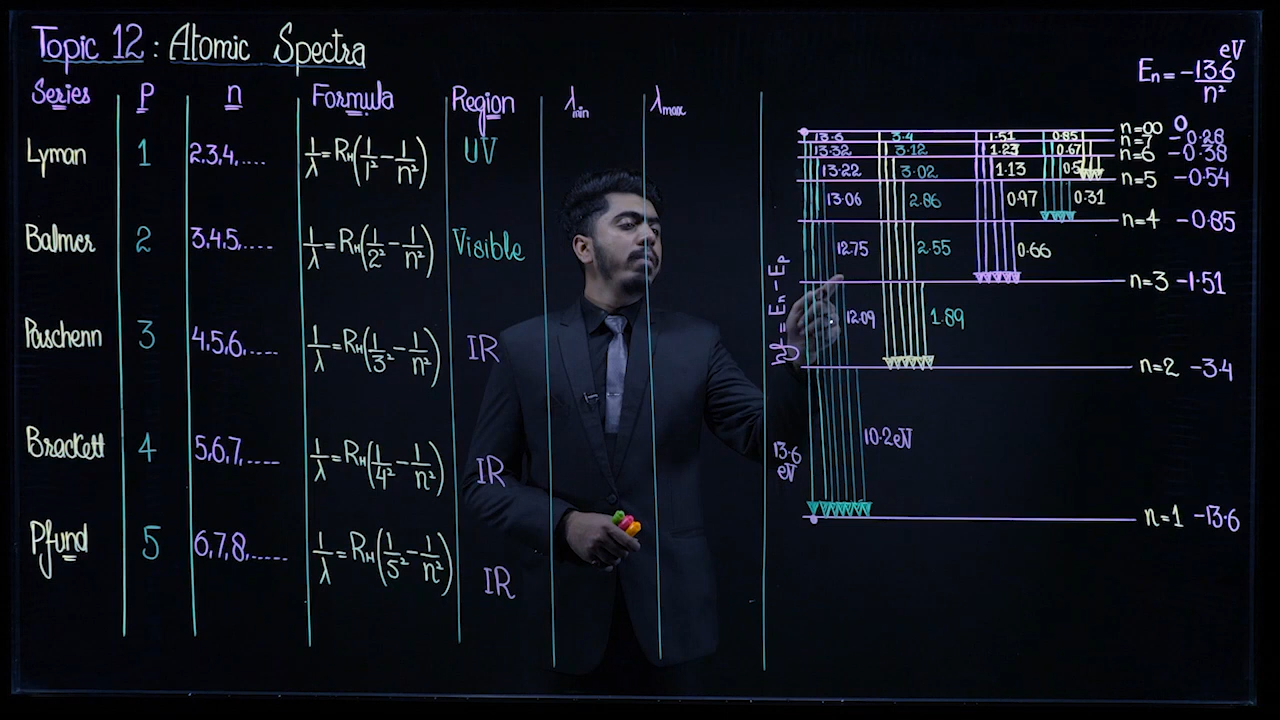 Topic 12 : Atomic Spectra
Series P n Formula Region λmin λmax
Lyman 1 2,3,4,..... 1/λ = RH(1/1² − 1/n²) UV
Balmer 2 3,4,5,..... 1/λ = RH(1/2² − 1/n²) Visible
Paschenn 3 4,5,6,..... 1/λ = RH(1/3² − 1/n²) IR
Brackett 4 5,6,7,..... 1/λ = RH(1/4² − 1/n²) IR
Pfund 5 6,7,8,...... 1/λ = RH(1/5² − 1/n²) IR
eV
En = −13.6/n²
13.6 3.4 1.51 0.85 n=∞ 0
n=7 −0.28
13.32 3.12 1.23 0.67 n=6 −0.38
13.22 3.02 1.13 n=5 −0.54
13.06 2.86 0.97 0.31 n=4 −0.85
12.75 2.55 0.66 n=3 −1.51
12.09 1.89 n=2 −3.4
hf = En − Ep
10.2eV
13.6
eV
n=1 −13.6